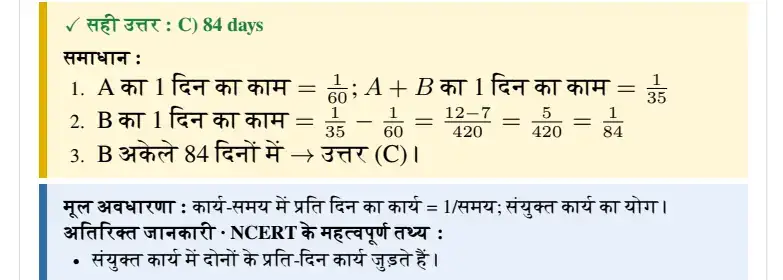 ✓ सही उत्तर : C) 84 days
समाधान :
1. A का 1 दिन का काम = 1/60; A + B का 1 दिन का काम = 1/35
2. B का 1 दिन का काम = 1/35 − 1/60 = 12−7/420 = 5/420 = 1/84
3. B अकेले 84 दिनों में → उत्तर (C)।
मूल अवधारणा : कार्य-समय में प्रति दिन का कार्य = 1/समय; संयुक्त कार्य का योग।
अतिरिक्त जानकारी · NCERT के महत्वपूर्ण तथ्य :
• संयुक्त कार्य में दोनों के प्रति-दिन कार्य जुड़ते हैं।